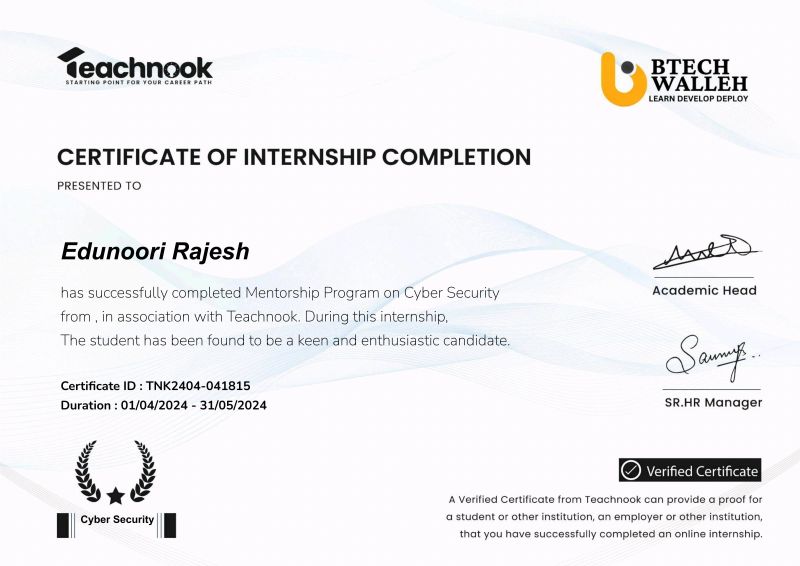 Teachnook
STARTING POINT FOR YOUR CAREER PATH
BTECH
WALLEH
LEARN DEVELOP DEPLOY
CERTIFICATE OF INTERNSHIP COMPLETION
PRESENTED TO
Edunoori Rajesh
has successfully completed Mentorship Program on Cyber Security
from , in association with Teachnook. During this internship,
The student has been found to be a keen and enthusiastic candidate.
Academic Head
Certificate ID : TNK2404-041815
Duration : 01/04/2024 - 31/05/2024
SR.HR Manager
Verified Certificate
Cyber Security
A Verified Certificate from Teachnook can provide a proof for
a student or other institution, an employer or other institution,
that you have successfully completed an online internship.